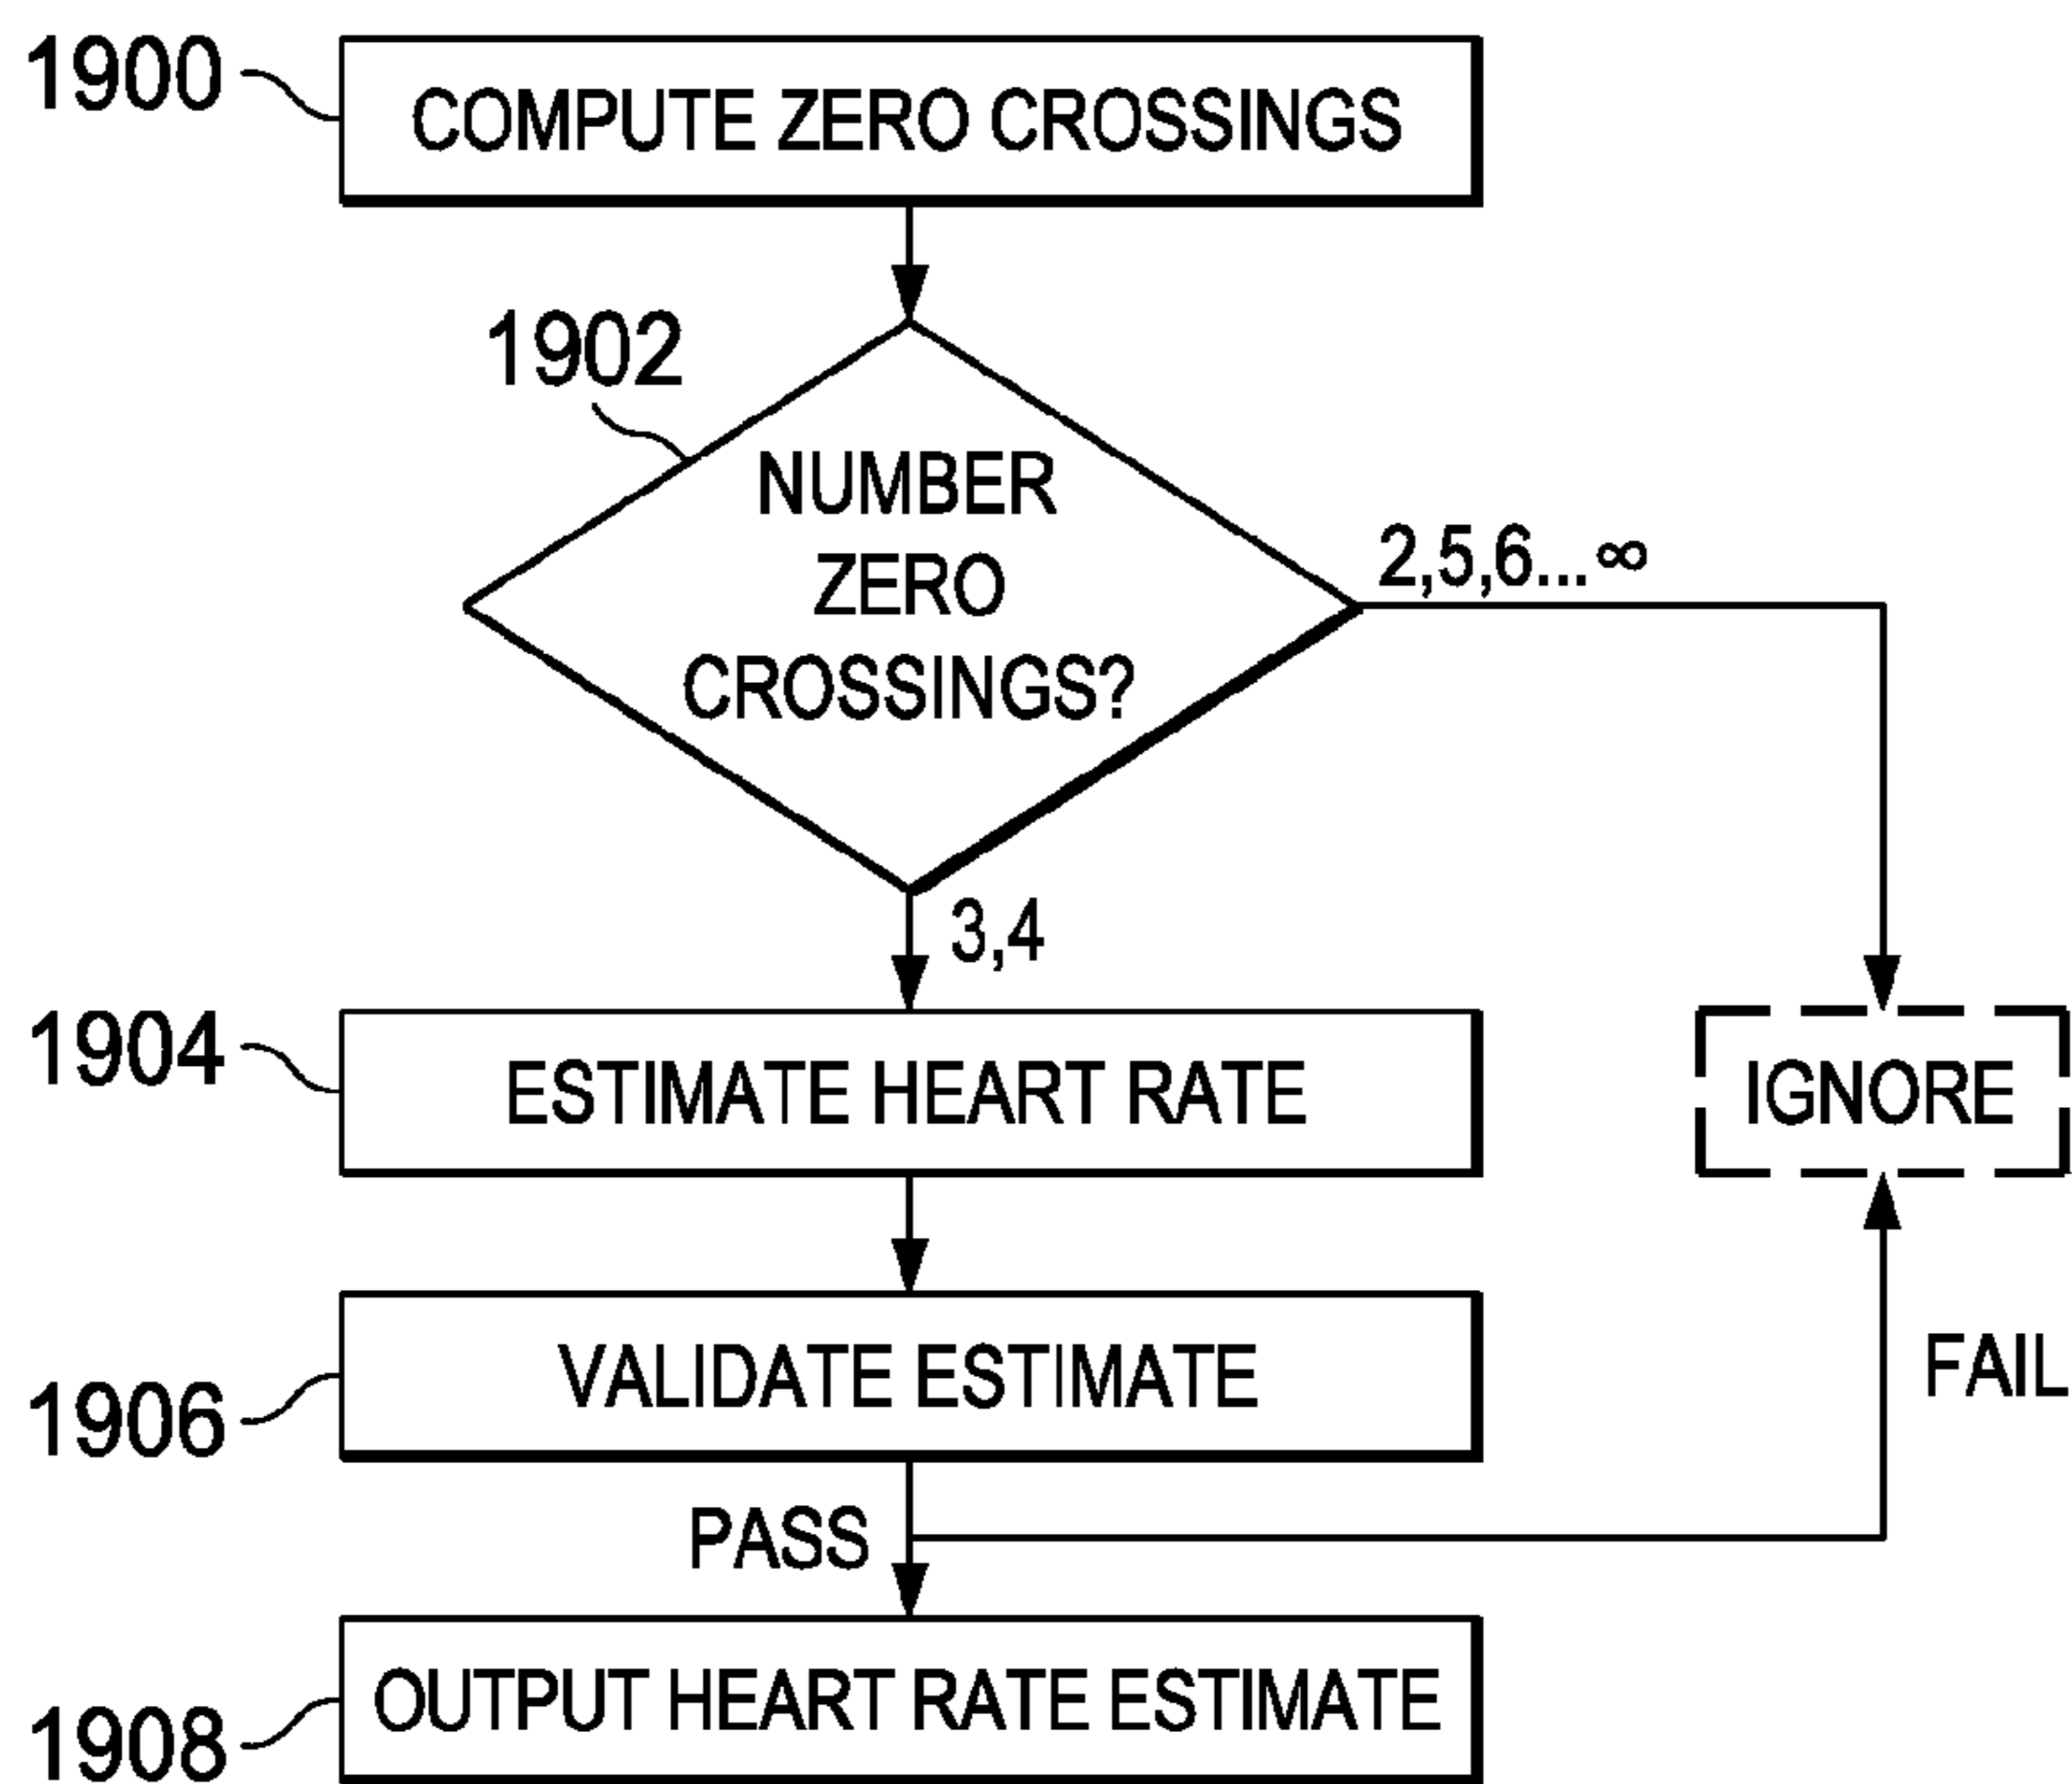 1900
COMPUTE ZERO CROSSINGS
1902
NUMBER
ZERO
CROSSINGS?
2,5,6...∞
3,4
1904
ESTIMATE HEART RATE
IGNORE
1906
VALIDATE ESTIMATE
FAIL
PASS
1908
OUTPUT HEART RATE ESTIMATE